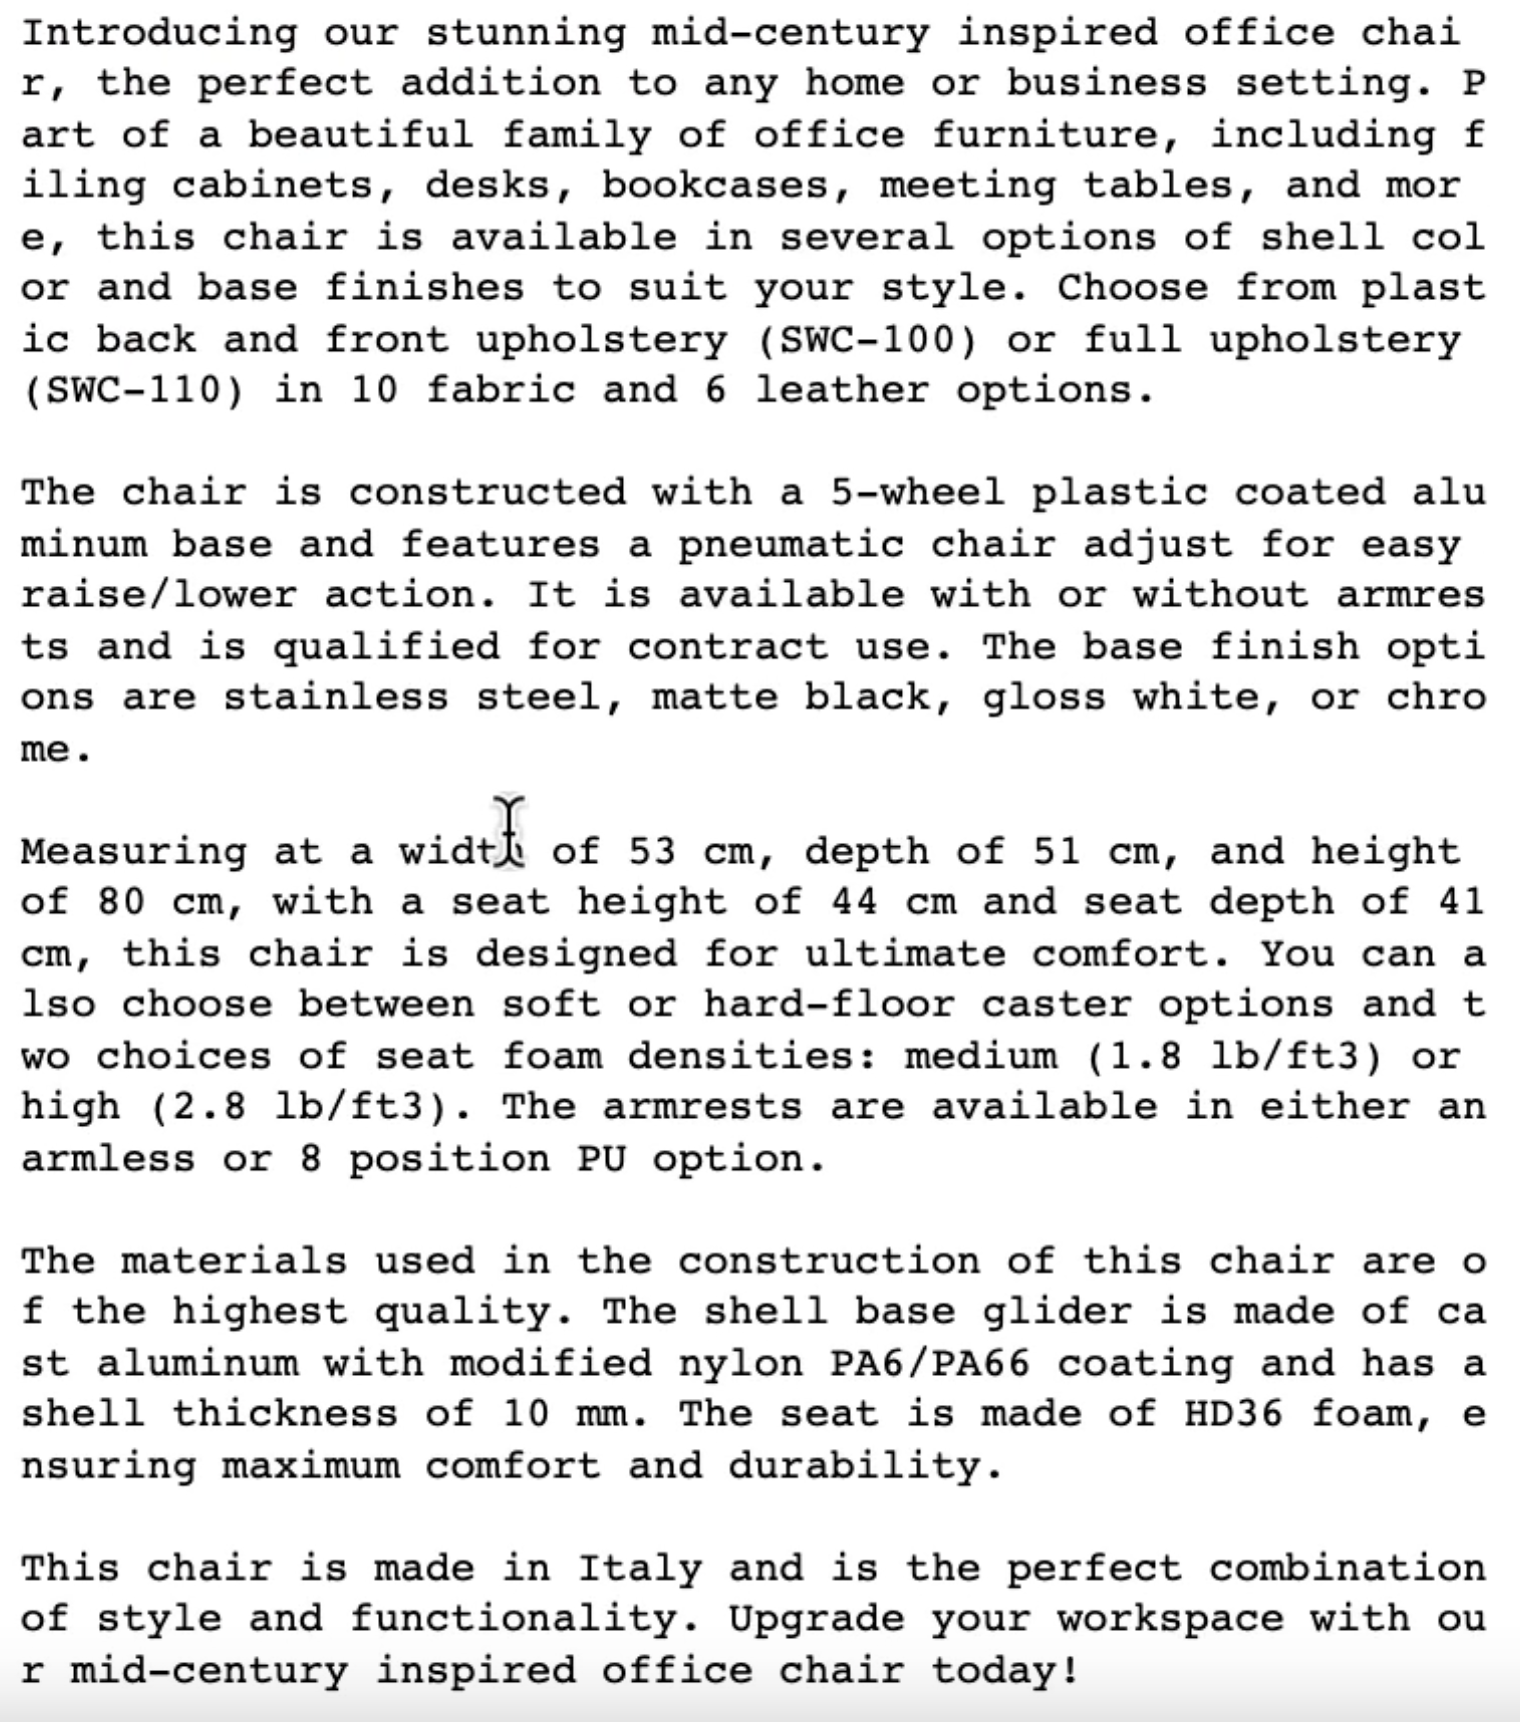 Introducing our stunning mid-century inspired office chai
r, the perfect addition to any home or business setting. P
art of a beautiful family of office furniture, including f
iling cabinets, desks, bookcases, meeting tables, and mor
e, this chair is available in several options of shell col
or and base finishes to suit your style. Choose from plast
ic back and front upholstery (SWC-100) or full upholstery
(SWC-110) in 10 fabric and 6 leather options.

The chair is constructed with a 5-wheel plastic coated alu
minum base and features a pneumatic chair adjust for easy
raise/lower action. It is available with or without armres
ts and is qualified for contract use. The base finish opti
ons are stainless steel, matte black, gloss white, or chro
me.

Measuring at a width of 53 cm, depth of 51 cm, and height
of 80 cm, with a seat height of 44 cm and seat depth of 41
cm, this chair is designed for ultimate comfort. You can a
lso choose between soft or hard-floor caster options and t
wo choices of seat foam densities: medium (1.8 lb/ft3) or
high (2.8 lb/ft3). The armrests are available in either an
armless or 8 position PU option.

The materials used in the construction of this chair are o
f the highest quality. The shell base glider is made of ca
st aluminum with modified nylon PA6/PA66 coating and has a
shell thickness of 10 mm. The seat is made of HD36 foam, e
nsuring maximum comfort and durability.

This chair is made in Italy and is the perfect combination
of style and functionality. Upgrade your workspace with ou
r mid-century inspired office chair today!